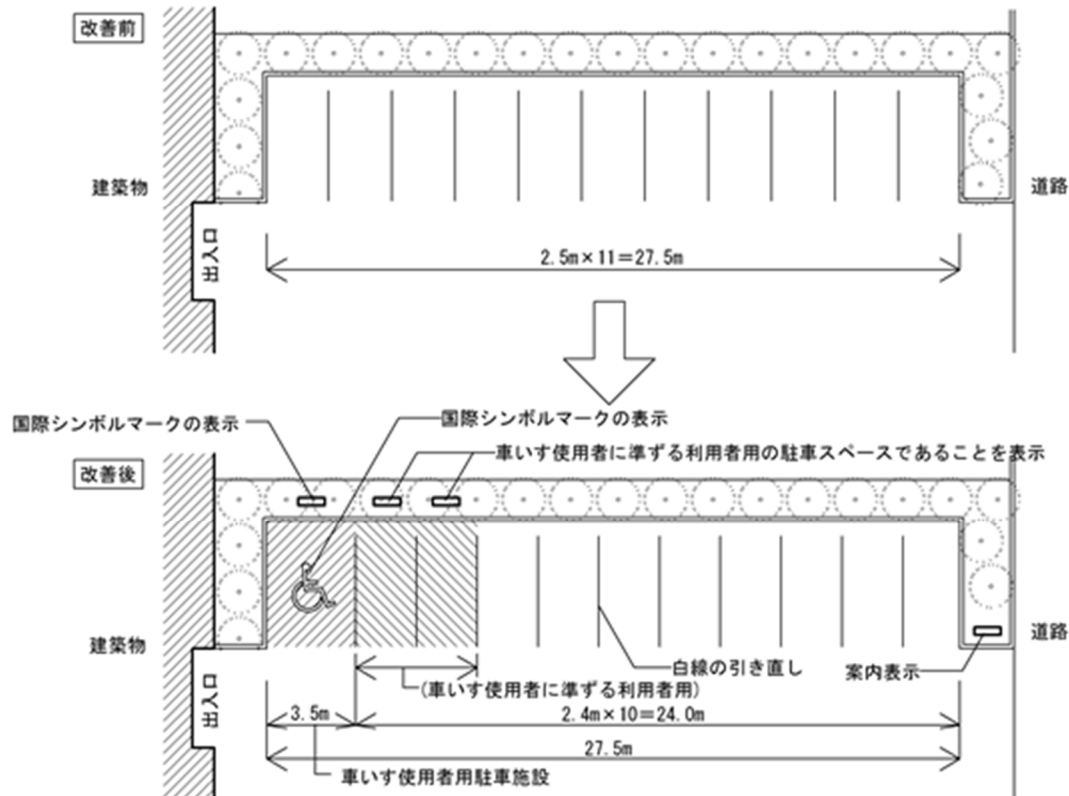 改善前
建築物
道路
出入口
2.5m×11=27.5m
国際シンボルマークの表示
国際シンボルマークの表示
車いす使用者に準ずる利用者用の駐車スペースであることを表示
改善後
建築物
道路
出入口
白線の引き直し
案内表示
(車いす使用者に準ずる利用者用)
3.5m
2.4m×10=24.0m
27.5m
車いす使用者用駐車施設